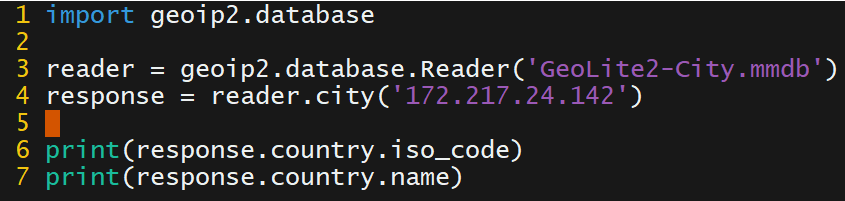 1 import geoip2.database
2
3 reader = geoip2.database.Reader('GeoLite2-City.mmdb')
4 response = reader.city('172.217.24.142')
5
6 print(response.country.iso_code)
7 print(response.country.name)